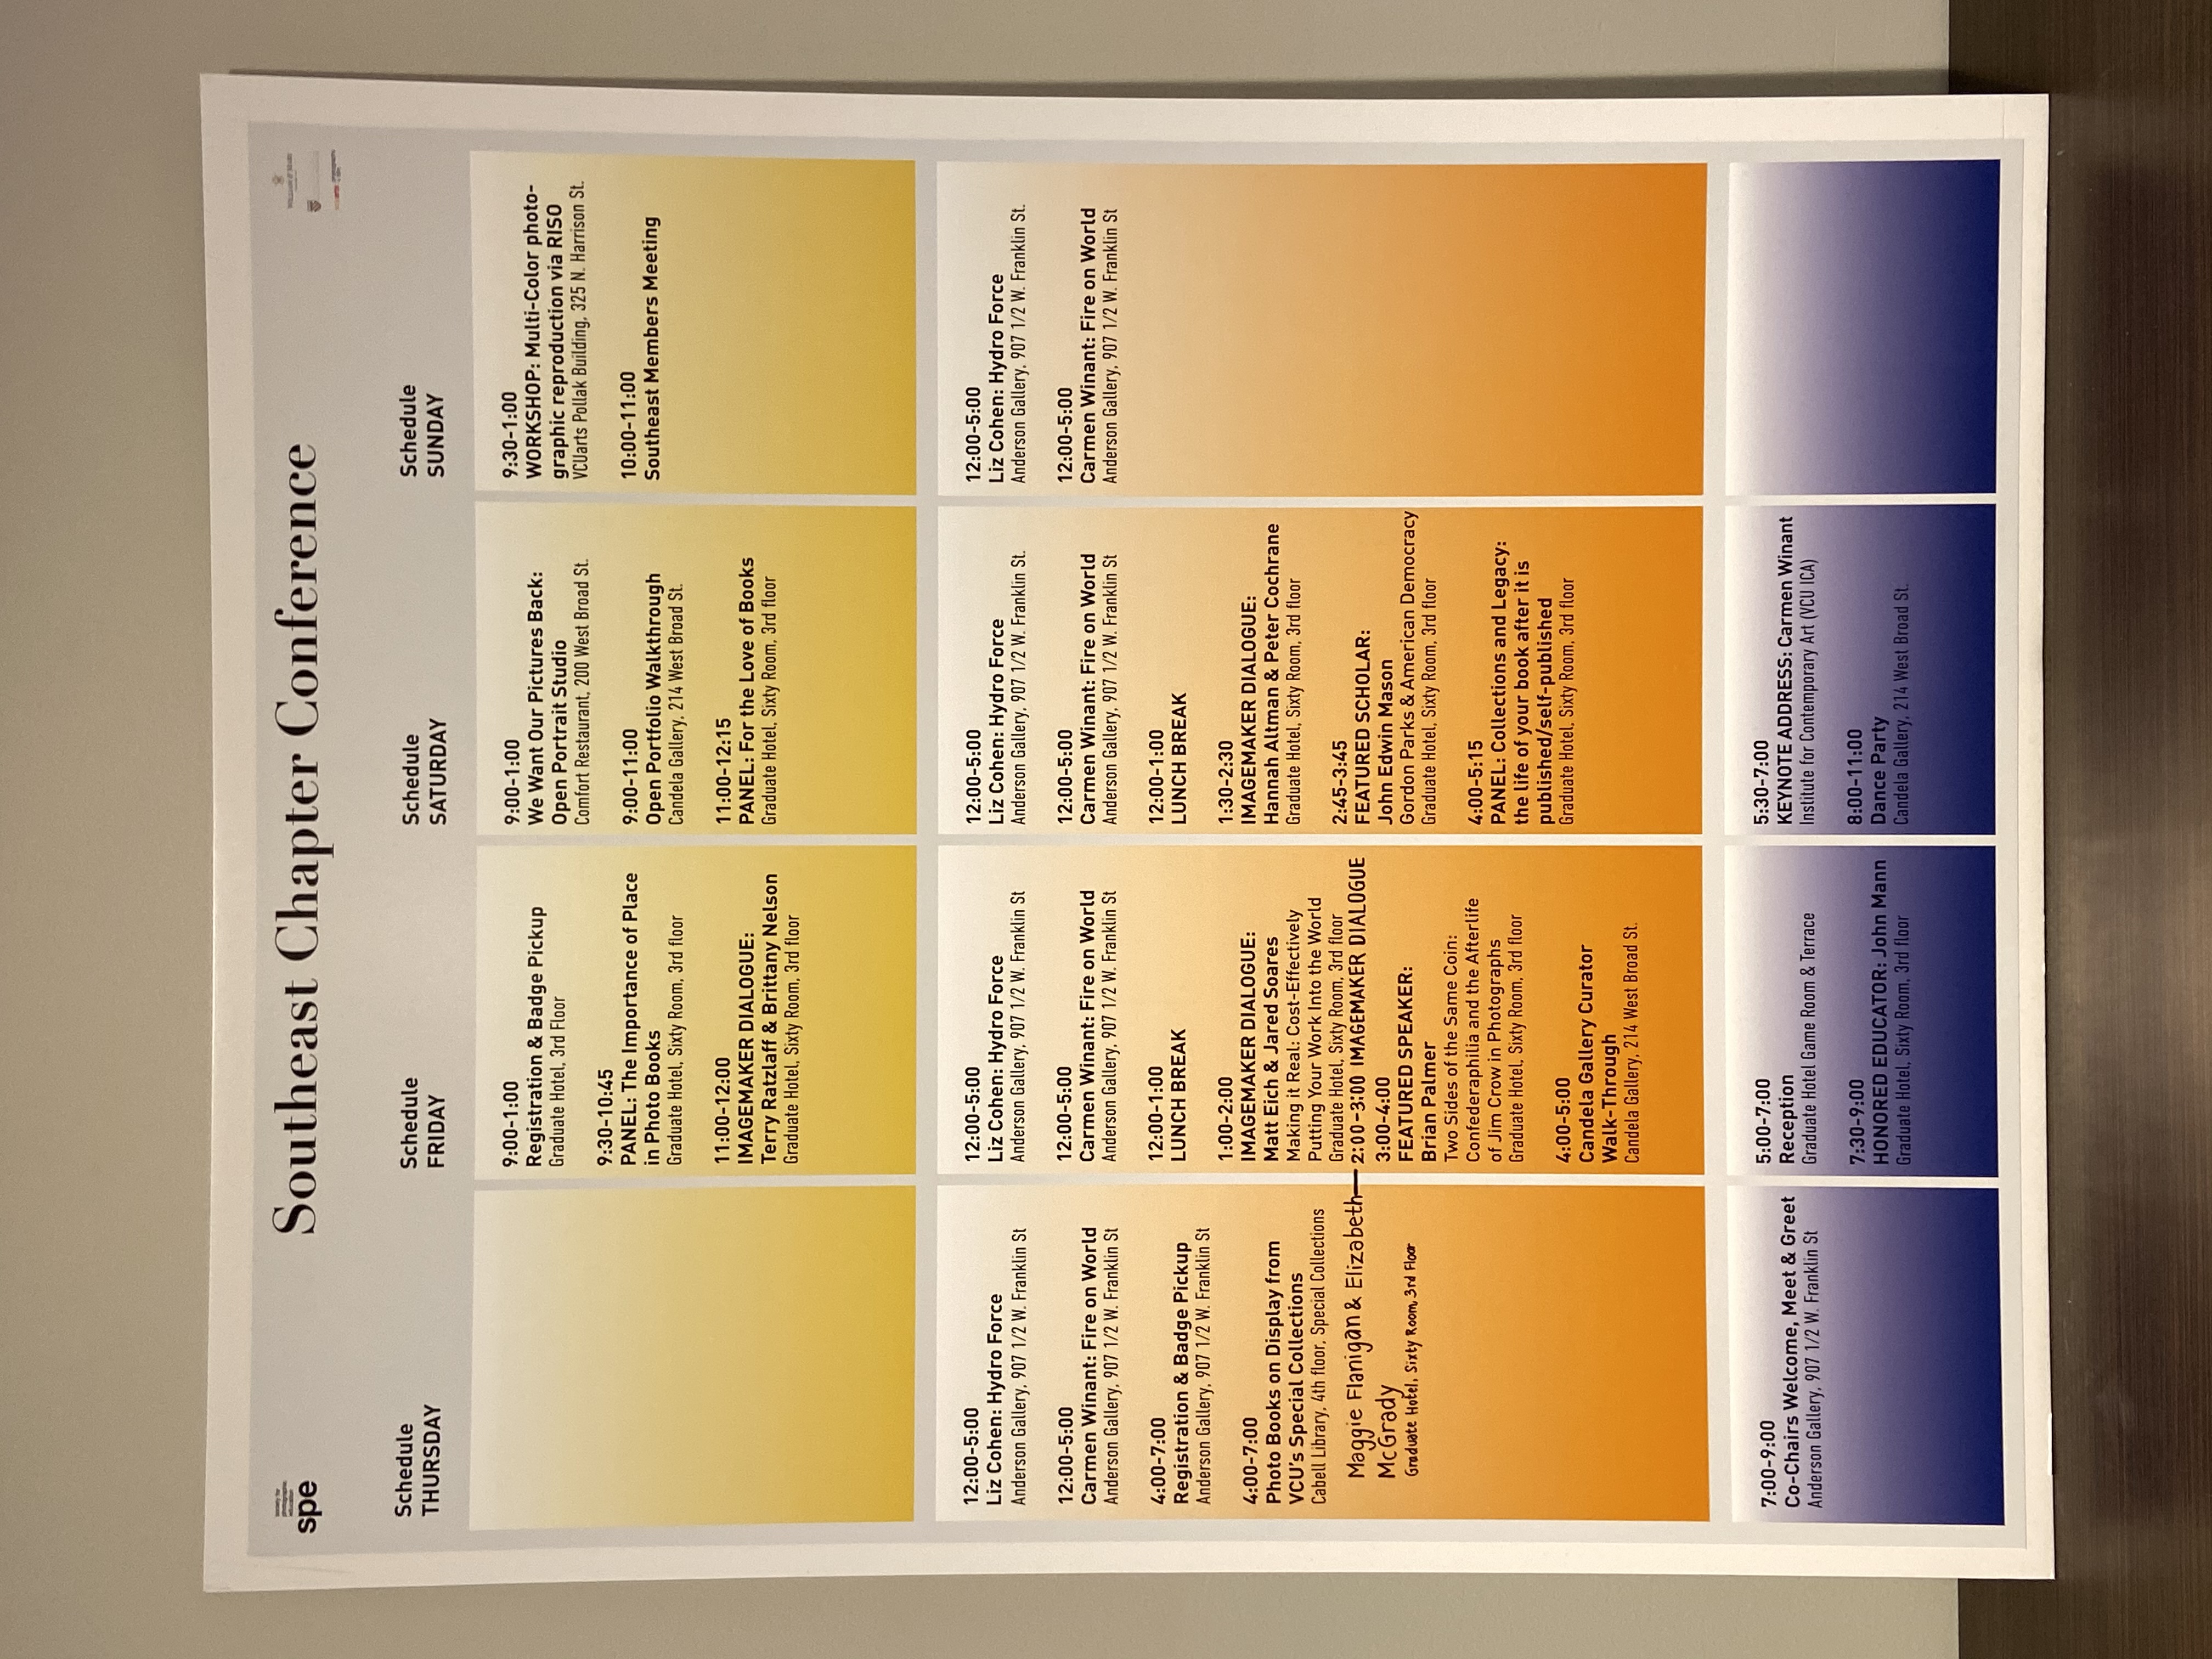 society for
photographic
education
spe
Southeast Chapter Conference
WILLIAM & MARY
Schedule
THURSDAY
Schedule
FRIDAY
Schedule
SATURDAY
Schedule
SUNDAY
9:00-1:00
Registration & Badge Pickup
Graduate Hotel, 3rd Floor
9:30-10:45
PANEL: The Importance of Place
in Photo Books
Graduate Hotel, Sixty Room, 3rd floor
11:00-12:00
IMAGEMAKER DIALOGUE:
Terry Ratzlaff & Brittany Nelson
Graduate Hotel, Sixty Room, 3rd floor
9:00-1:00
We Want Our Pictures Back:
Open Portrait Studio
Comfort Restaurant, 200 West Broad St.
9:00-11:00
Open Portfolio Walkthrough
Candela Gallery, 214 West Broad St.
11:00-12:15
PANEL: For the Love of Books
Graduate Hotel, Sixty Room, 3rd floor
9:30-1:00
WORKSHOP: Multi-Color photo-
graphic reproduction via RISO
VCUarts Pollak Building, 325 N. Harrison St.
10:00-11:00
Southeast Members Meeting
12:00-5:00
Liz Cohen: Hydro Force
Anderson Gallery, 907 1/2 W. Franklin St
12:00-5:00
Carmen Winant: Fire on World
Anderson Gallery, 907 1/2 W. Franklin St
4:00-7:00
Registration & Badge Pickup
Anderson Gallery, 907 1/2 W. Franklin St
4:00-7:00
Photo Books on Display from
VCU's Special Collections
Cabell Library, 4th floor, Special Collections
Maggie Flanigan & Elizabeth
McGrady
Graduate Hotel, Sixty Room, 3rd Floor
12:00-5:00
Liz Cohen: Hydro Force
Anderson Gallery, 907 1/2 W. Franklin St
12:00-5:00
Carmen Winant: Fire on World
Anderson Gallery, 907 1/2 W. Franklin St
12:00-1:00
LUNCH BREAK
1:00-2:00
IMAGEMAKER DIALOGUE:
Matt Eich & Jared Soares
Making it Real: Cost-Effectively
Putting Your Work Into the World
Graduate Hotel, Sixty Room, 3rd floor
2:00-3:00 IMAGEMAKER DIALOGUE
3:00-4:00
FEATURED SPEAKER:
Brian Palmer
Two Sides of the Same Coin:
Confederaphilia and the Afterlife
of Jim Crow in Photographs
Graduate Hotel, Sixty Room, 3rd floor
4:00-5:00
Candela Gallery Curator
Walk-Through
Candela Gallery, 214 West Broad St.
12:00-5:00
Liz Cohen: Hydro Force
Anderson Gallery, 907 1/2 W. Franklin St.
12:00-5:00
Carmen Winant: Fire on World
Anderson Gallery, 907 1/2 W. Franklin St
12:00-1:00
LUNCH BREAK
1:30-2:30
IMAGEMAKER DIALOGUE:
Hannah Altman & Peter Cochrane
Graduate Hotel, Sixty Room, 3rd floor
2:45-3:45
FEATURED SCHOLAR:
John Edwin Mason
Gordon Parks & American Democracy
Graduate Hotel, Sixty Room, 3rd floor
4:00-5:15
PANEL: Collections and Legacy:
the life of your book after it is
published/self-published
Graduate Hotel, Sixty Room, 3rd floor
12:00-5:00
Liz Cohen: Hydro Force
Anderson Gallery, 907 1/2 W. Franklin St.
12:00-5:00
Carmen Winant: Fire on World
Anderson Gallery, 907 1/2 W. Franklin St
7:00-9:00
Co-Chairs Welcome, Meet & Greet
Anderson Gallery, 907 1/2 W. Franklin St
5:00-7:00
Reception
Graduate Hotel Game Room & Terrace
7:30-9:00
HONORED EDUCATOR: John Mann
Graduate Hotel, Sixty Room, 3rd floor
5:30-7:00
KEYNOTE ADDRESS: Carmen Winant
Institute for Contemporary Art (VCU ICA)
8:00-11:00
Dance Party
Candela Gallery, 214 West Broad St.